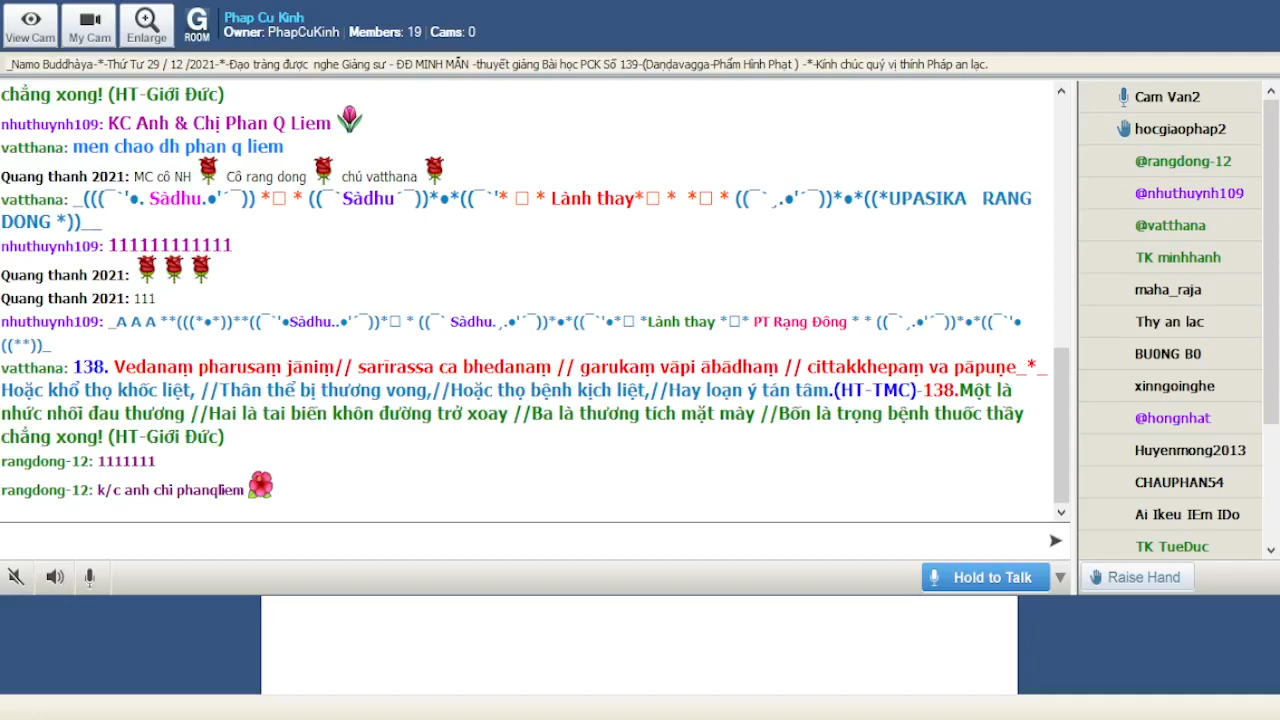 View Cam
My Cam
Enlarge
G
ROOM
Phap Cu Kinh
Owner: PhapCuKinh | Members: 19 | Cams: 0
_Namo Buddhàya-*-Thứ Tư 29 / 12 /2021-*-Đạo tràng được nghe Giảng sư - ĐĐ MINH MẪN -thuyết giảng Bài học PCK Số 139-(Daṇḍavagga-Phẩm Hình Phạt ) -*-Kính chúc quý vị thính Pháp an lạc.
chẳng xong! (HT-Giới Đức)
nhuthuynh109: KC Anh & Chị Phan Q Liem
vatthana: men chao dh phan q liem
Quang thanh 2021: MC cô NH Cô rang dong chú vatthana
vatthana: _(((¯`'•. Sàdhu.•'´¯)) *▯ * ((¯`Sàdhu´¯))*•*((¯`'* ▯ * Lành thay*▯ * *▯ * ((¯`¸.•'´¯))*•*((*UPASIKA RANG
DONG *))__
nhuthuynh109: 111111111111
Quang thanh 2021:
Quang thanh 2021: 111
nhuthuynh109: _A A A **(((*•*))**((¯`'•Sàdhu..•'´¯))*▯ * ((¯` Sàdhu.¸.•'´¯))*•*((¯`'•*▯ *Lành thay *▯* PT Rạng Đông * * ((¯`¸.•'´¯))*•*((¯`'•
((**))_
vatthana: 138. Vedanaṃ pharusaṃ jāniṃ// sarīrassa ca bhedanaṃ // garukaṃ vāpi ābādhaṃ // cittakkhepaṃ va pāpuṇe_*_
Hoặc khổ thọ khốc liệt, //Thân thể bị thương vong,//Hoặc thọ bệnh kịch liệt,//Hay loạn ý tán tâm.(HT-TMC)-138.Một là
nhức nhối đau thương //Hai là tai biến khôn đường trở xoay //Ba là thương tích mặt mày //Bốn là trọng bệnh thuốc thầy
chẳng xong! (HT-Giới Đức)
rangdong-12: 1111111
rangdong-12: k/c anh chi phanqliem
Hold to Talk
Cam Van2
hocgiaophap2
@rangdong-12
@nhuthuynh109
@vatthana
TK minhhanh
maha_raja
Thy an lac
BU0NG B0
xinngoinghe
@hongnhat
Huyenmong2013
CHAUPHAN54
Ai Ikeu IEm IDo
TK TueDuc
Raise Hand